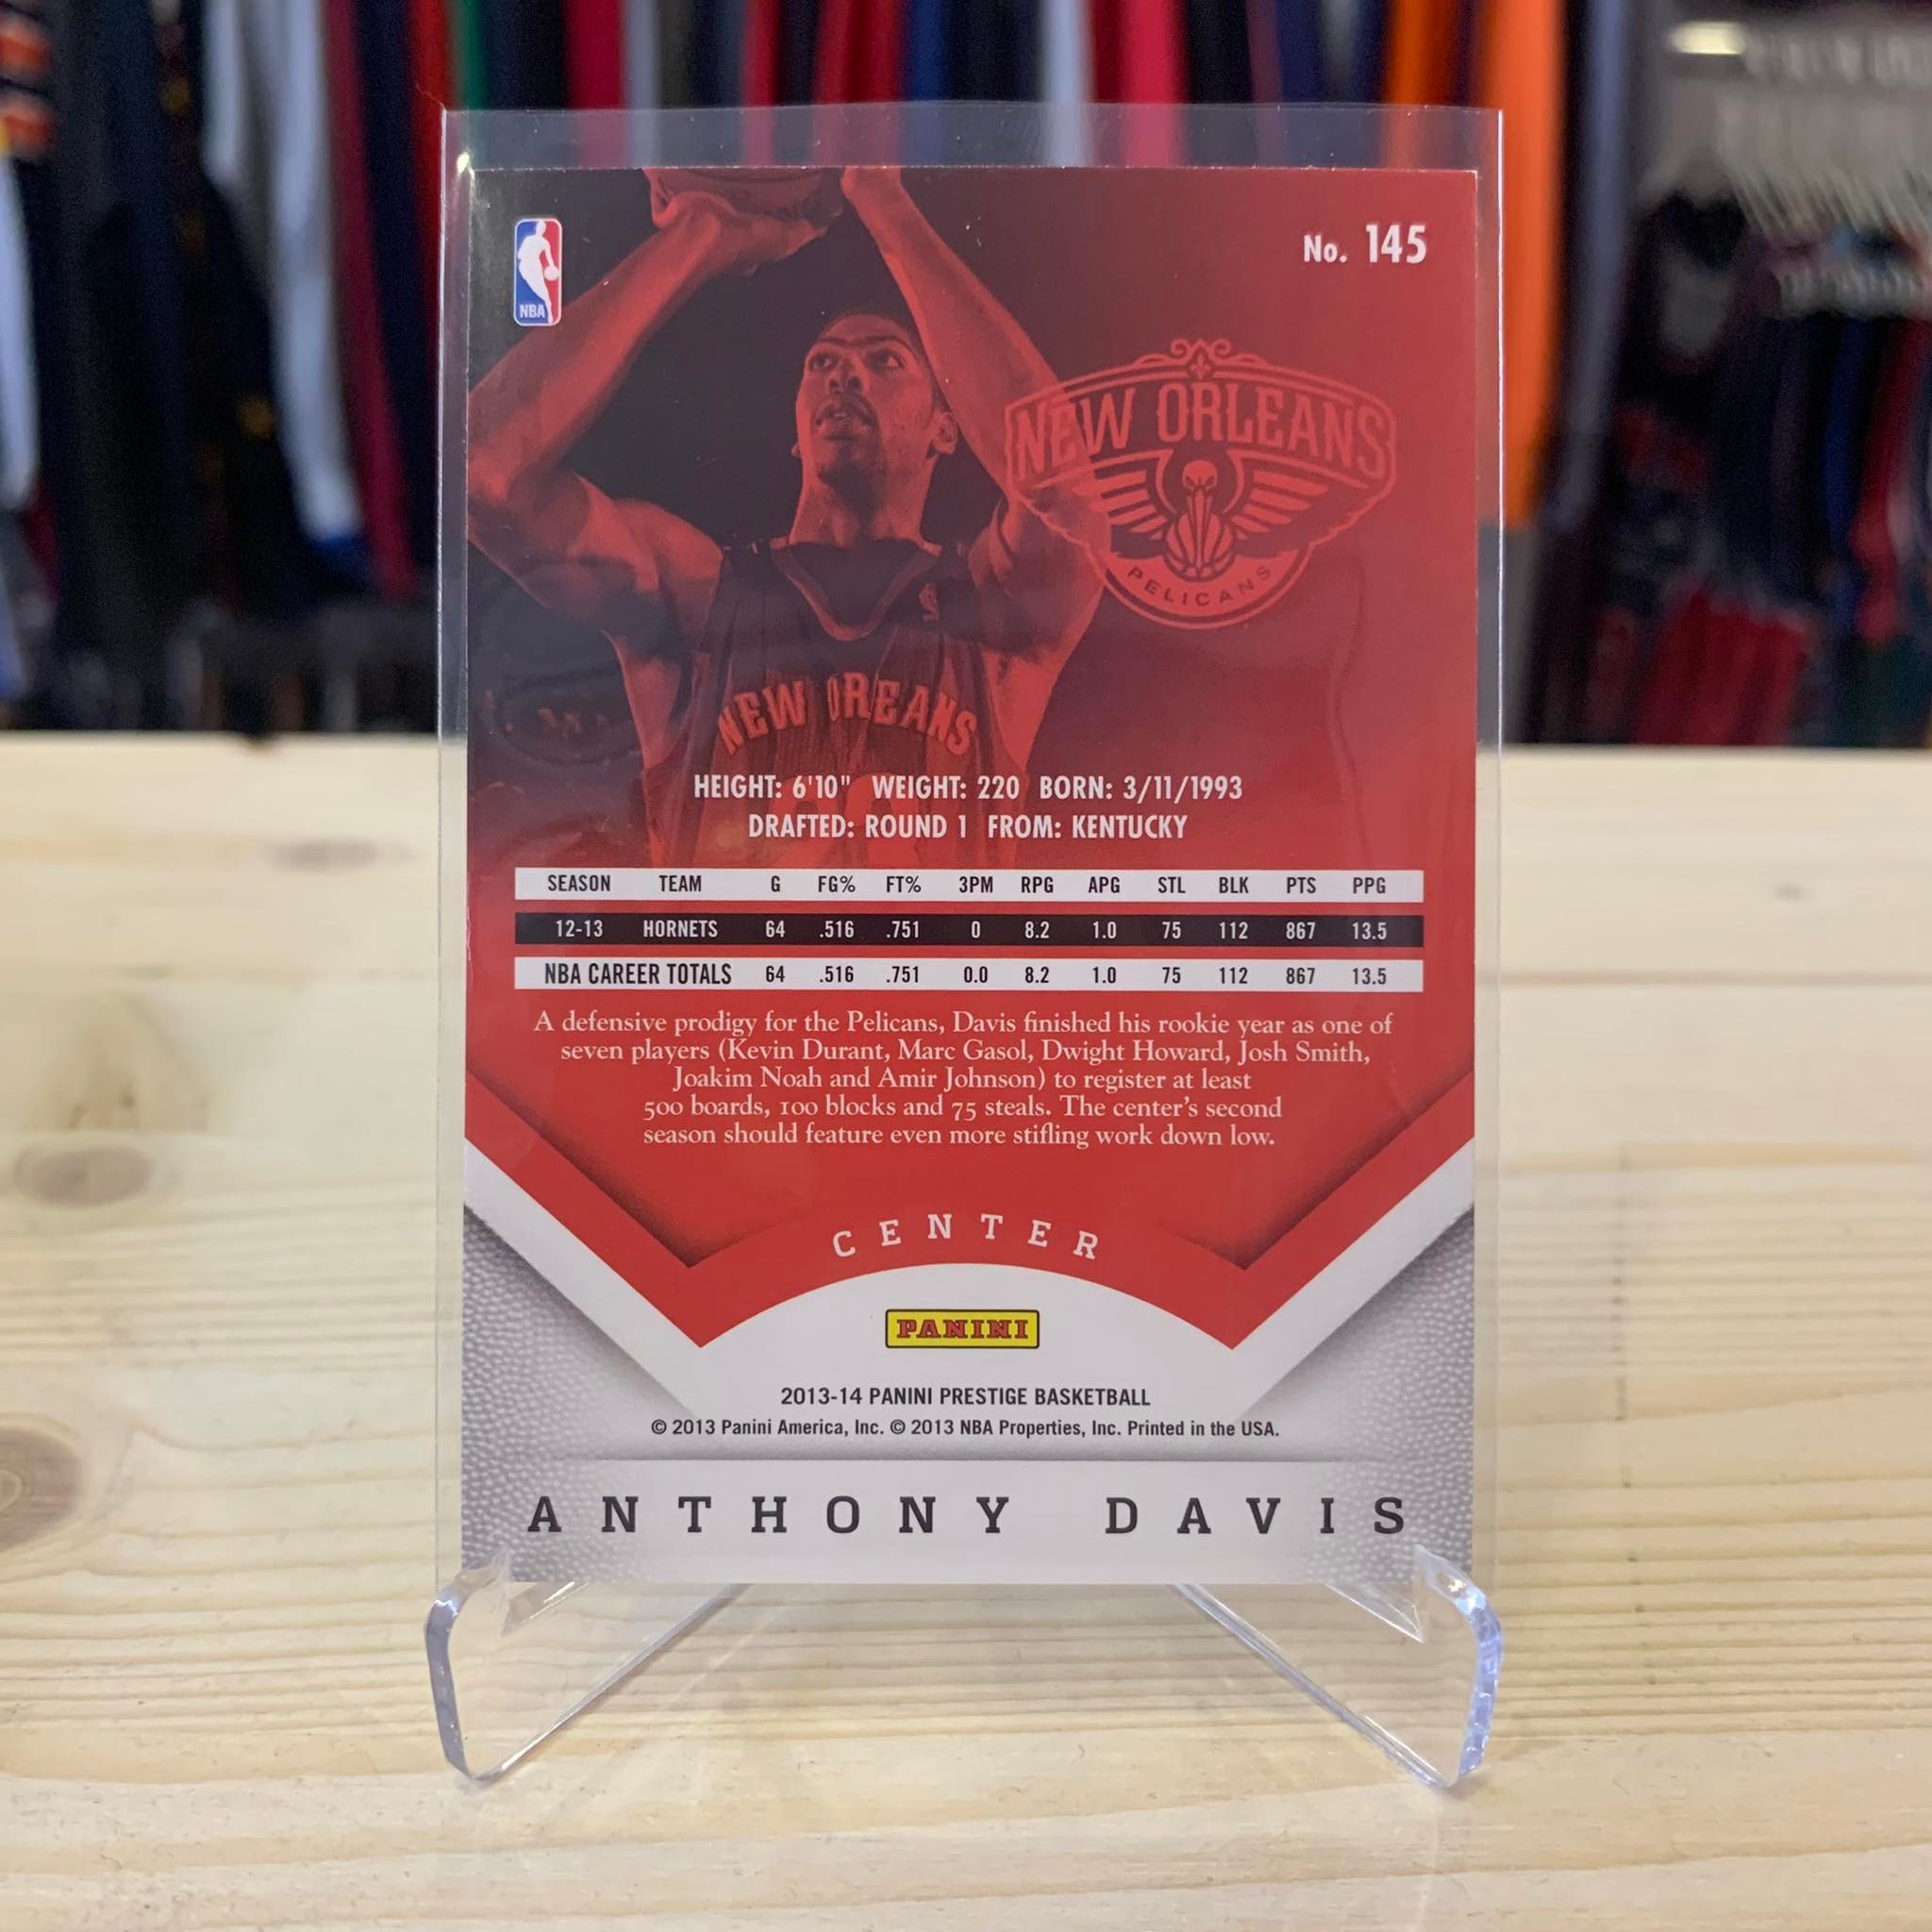 NBA
No. 145
NEW ORLEANS
PELICANS
NEW OREANS
HEIGHT: 6'10" WEIGHT: 220 BORN: 3/11/1993
DRAFTED: ROUND 1 FROM: KENTUCKY
SEASON TEAM G FG% FT% 3PM RPG APG STL BLK PTS PPG
12-13 HORNETS 64 .516 .751 0 8.2 1.0 75 112 867 13.5
NBA CAREER TOTALS 64 .516 .751 0.0 8.2 1.0 75 112 867 13.5
A defensive prodigy for the Pelicans, Davis finished his rookie year as one of
seven players (Kevin Durant, Marc Gasol, Dwight Howard, Josh Smith,
Joakim Noah and Amir Johnson) to register at least
500 boards, 100 blocks and 75 steals. The center's second
season should feature even more stifling work down low.
CENTER
PANINI
2013-14 PANINI PRESTIGE BASKETBALL
© 2013 Panini America, Inc. © 2013 NBA Properties, Inc. Printed in the USA.
ANTHONY DAVIS